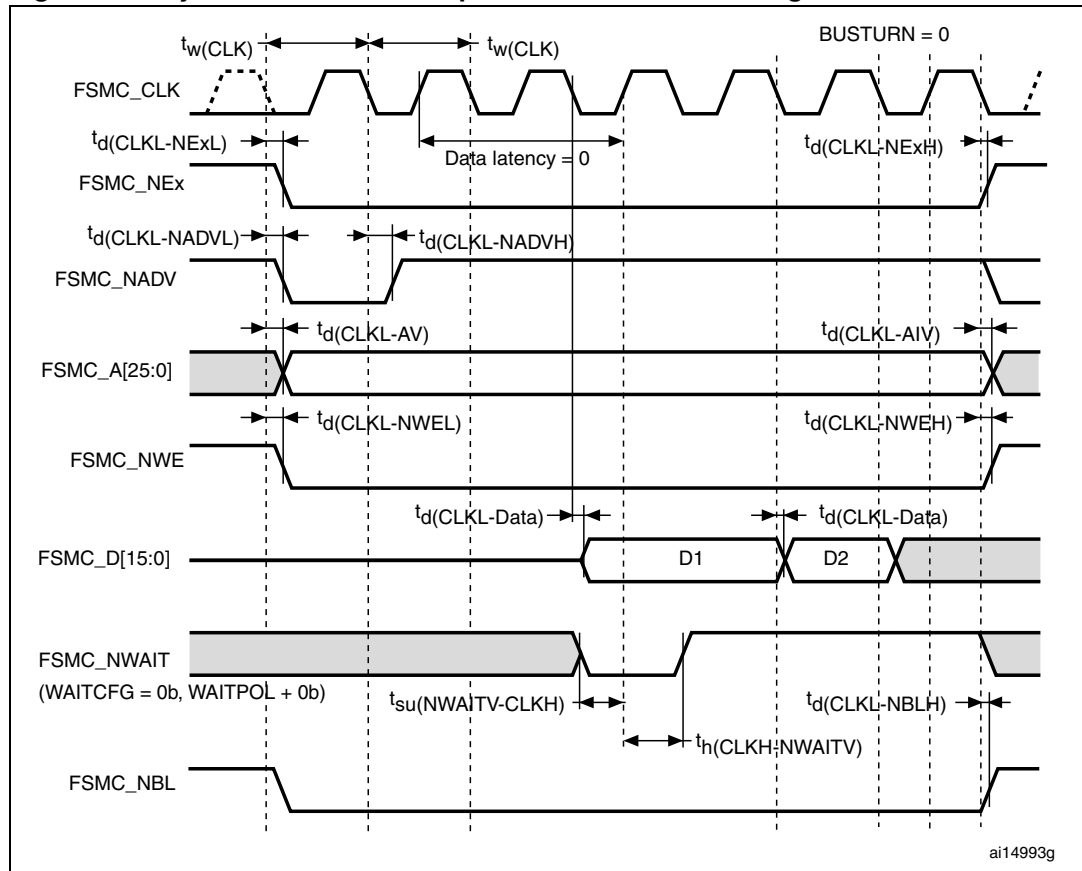 tw(CLK) tw(CLK) BUSTURN = 0
FSMC_CLK
td(CLKL-NExL) Data latency = 0 td(CLKL-NExH)
FSMC_NEx
td(CLKL-NADVL) td(CLKL-NADVH)
FSMC_NADV
td(CLKL-AV) td(CLKL-AIV)
FSMC_A[25:0]
td(CLKL-NWEL) td(CLKL-NWEH)
FSMC_NWE
td(CLKL-Data) td(CLKL-Data)
FSMC_D[15:0] D1 D2
FSMC_NWAIT
(WAITCFG = 0b, WAITPOL + 0b) tsu(NWAITV-CLKH) td(CLKL-NBLH)
th(CLKH-NWAITV)
FSMC_NBL
ai14993g